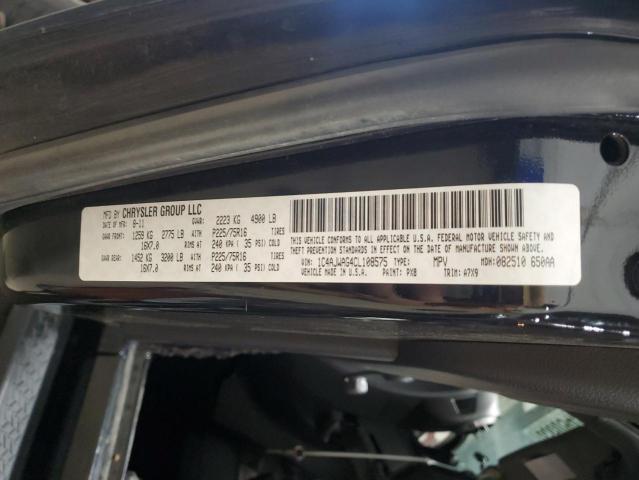 MFD BY CHRYSLER GROUP LLC
DATE OF MFR: 8-11 GVWR: 2223 KG 4900 LB
GAWR FRONT: 1259 KG 2775 LB WITH P225/75R16 TIRES
16X7.0 RIMS AT 240 KPA ( 35 PSI) COLD
GAWR REAR: 1452 KG 3200 LB WITH P225/75R16 TIRES
16X7.0 RIMS AT 240 KPA ( 35 PSI) COLD
THIS VEHICLE CONFORMS TO ALL APPLICABLE U.S.A. FEDERAL MOTOR VEHICLE SAFETY AND
THEFT PREVENTION STANDARDS IN EFFECT ON THE DATE OF MANUFACTURE SHOWN ABOVE.
THIS VEHICLE MANUFACTURED IN U.S.A.
VIN: 1C4AJWAG4CL108575 TYPE: MPV MDH: 082510 650AA
PAINT: PX8 TRIM: A7X9